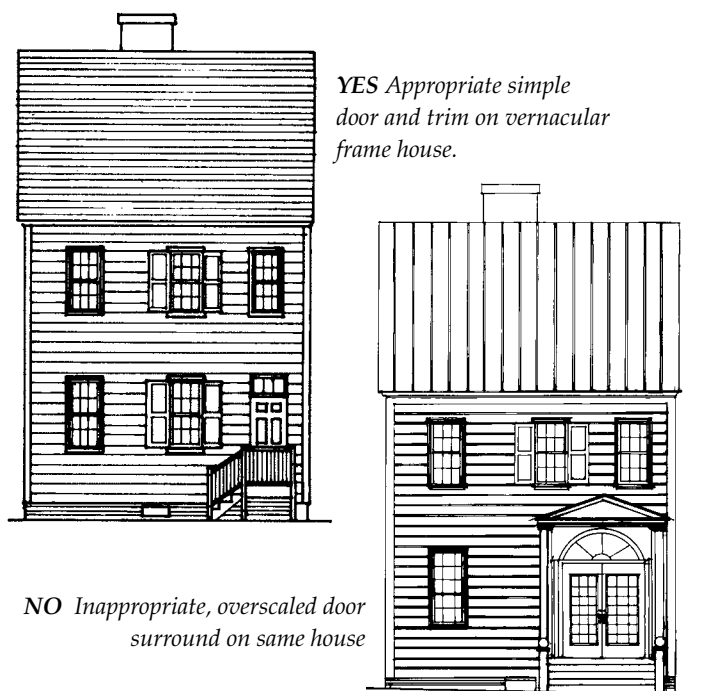 YES Appropriate simple
door and trim on vernacular
frame house.
NO Inappropriate, overscaled door
surround on same house